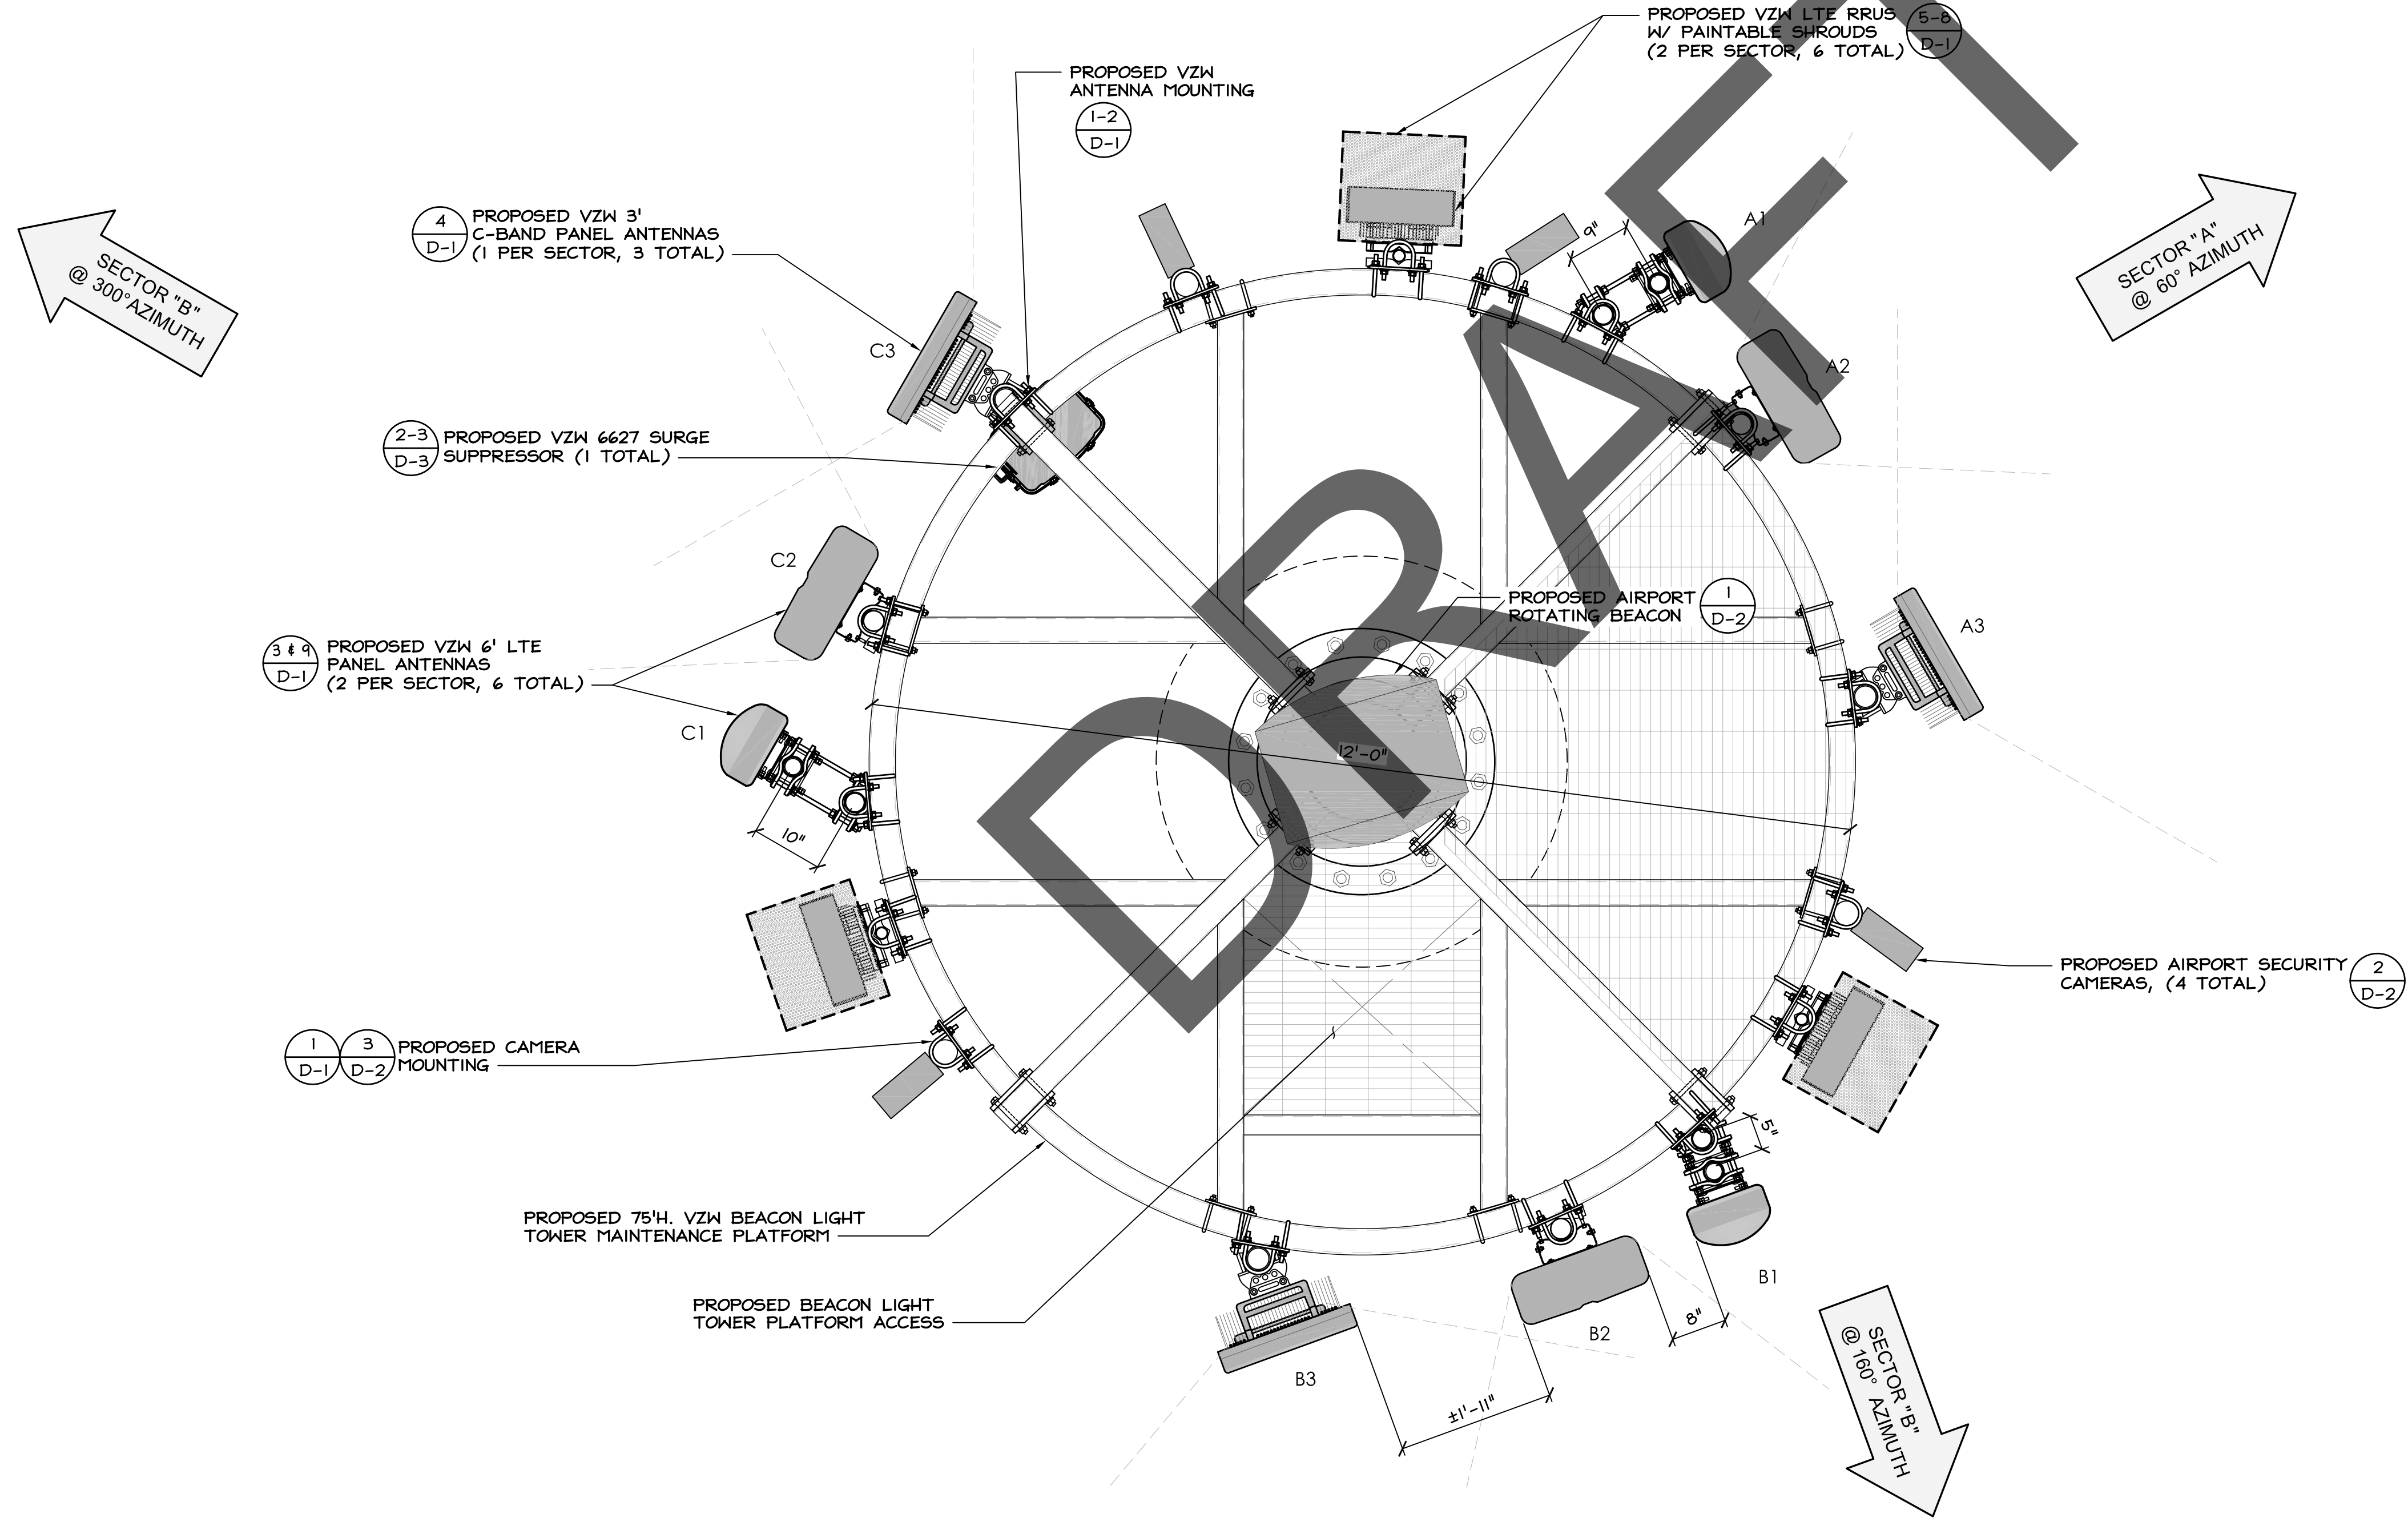 PROPOSED VZW LTE RRUS
W/ PAINTABLE SHROUDS
(2 PER SECTOR, 6 TOTAL)
5-8
D-1
PROPOSED VZW
ANTENNA MOUNTING
1-2
D-1
4
D-1
PROPOSED VZW 3'
C-BAND PANEL ANTENNAS
(1 PER SECTOR, 3 TOTAL)
SECTOR "B"
@ 300°AZIMUTH
SECTOR "A"
@ 60° AZIMUTH
9"
A1
A2
C3
2-3
D-3
PROPOSED VZW 6627 SURGE
SUPPRESSOR (1 TOTAL)
C2
PROPOSED AIRPORT
ROTATING BEACON
1
D-2
A3
3 & 9
D-1
PROPOSED VZW 6' LTE
PANEL ANTENNAS
(2 PER SECTOR, 6 TOTAL)
C1
12'-0"
10"
PROPOSED AIRPORT SECURITY
CAMERAS, (4 TOTAL)
2
D-2
1
D-1
3
D-2
PROPOSED CAMERA
MOUNTING
5"
PROPOSED 75'H. VZW BEACON LIGHT
TOWER MAINTENANCE PLATFORM
B1
PROPOSED BEACON LIGHT
TOWER PLATFORM ACCESS
8"
B2
B3
±1'-11"
SECTOR "B"
@ 160° AZIMUTH
DRAFT